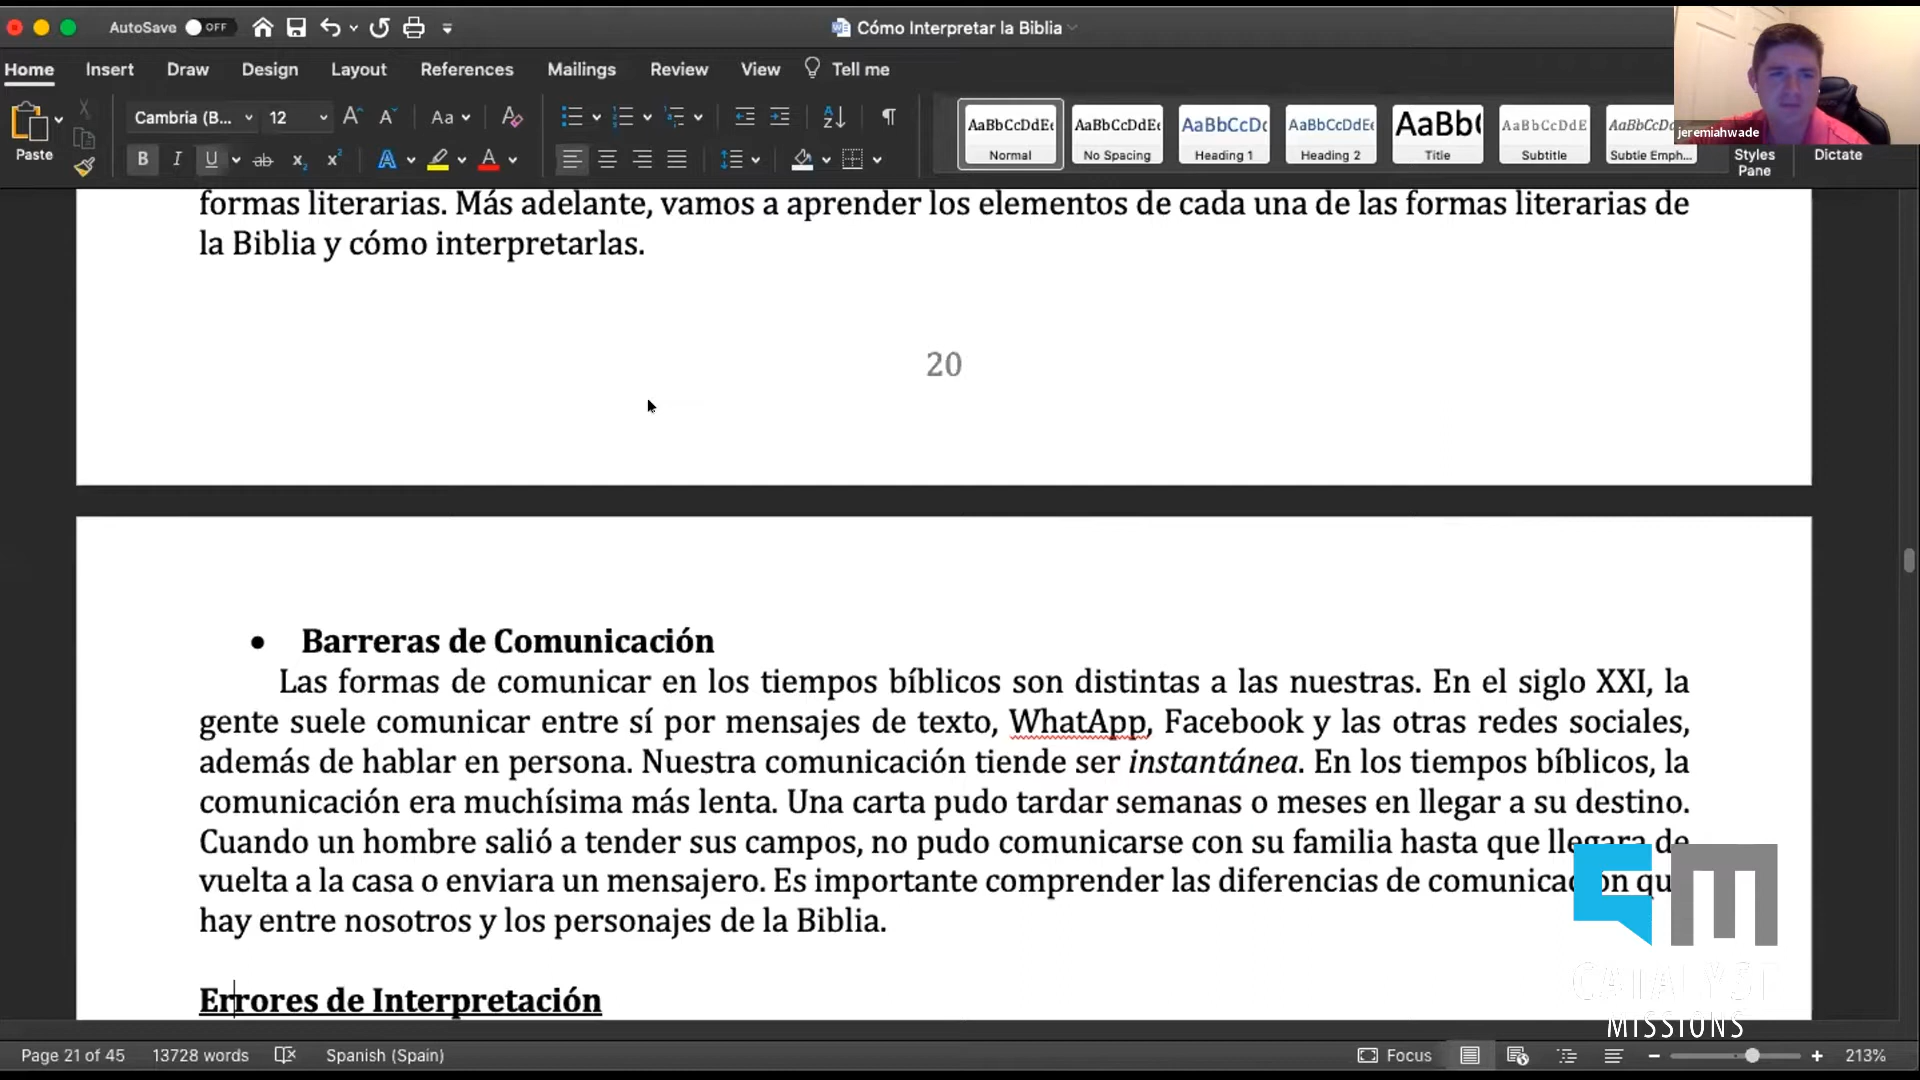 AutoSave OFF
Cómo Interpretar la Biblia
Home Insert Draw Design Layout References Mailings Review View Tell me
jeremiahwade
Paste
Cambria (B... 12
Aa
AaBbCcDdEe Normal
AaBbCcDdEe No Spacing
AaBbCcDc Heading 1
AaBbCcDdEe Heading 2
AaBb( Title
AaBbCcDdE Subtitle
AaBbCcDc Subtle Emph...
Styles Pane
Dictate
formas literarias. Más adelante, vamos a aprender los elementos de cada una de las formas literarias de
la Biblia y cómo interpretarlas.
20
• Barreras de Comunicación
Las formas de comunicar en los tiempos bíblicos son distintas a las nuestras. En el siglo XXI, la
gente suele comunicar entre sí por mensajes de texto, WhatApp, Facebook y las otras redes sociales,
además de hablar en persona. Nuestra comunicación tiende ser instantánea. En los tiempos bíblicos, la
comunicación era muchísima más lenta. Una carta pudo tardar semanas o meses en llegar a su destino.
Cuando un hombre salió a tender sus campos, no pudo comunicarse con su familia hasta que llegara de
vuelta a la casa o enviara un mensajero. Es importante comprender las diferencias de comunicación qu
hay entre nosotros y los personajes de la Biblia.
Errores de Interpretación
CATALYST
MISSIONS
Page 21 of 45 13728 words Spanish (Spain) Focus 213%